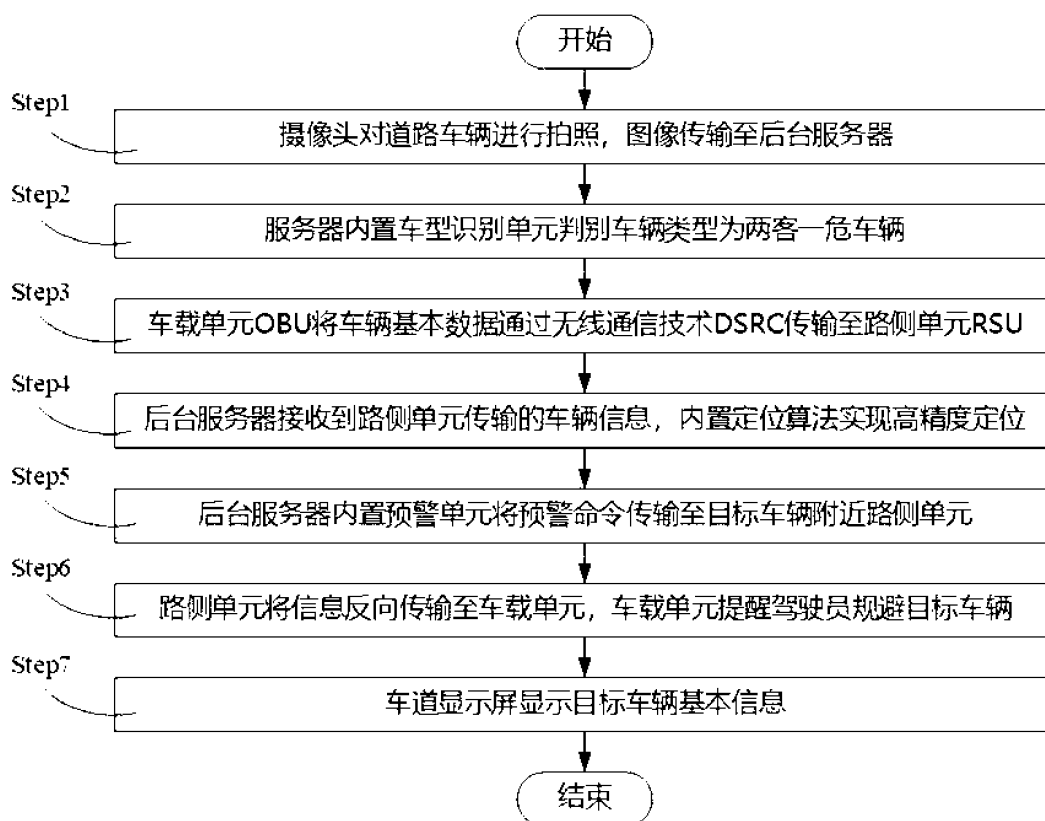 开始
Step1
摄像头对道路车辆进行拍照，图像传输至后台服务器
Step2
服务器内置车型识别单元判别车辆类型为两客一危车辆
Step3
车载单元OBU将车辆基本数据通过无线通信技术DSRC传输至路侧单元RSU
Step4
后台服务器接收到路侧单元传输的车辆信息，内置定位算法实现高精度定位
Step5
后台服务器内置预警单元将预警命令传输至目标车辆附近路侧单元
Step6
路侧单元将信息反向传输至车载单元，车载单元提醒驾驶员规避目标车辆
Step7
车道显示屏显示目标车辆基本信息
结束